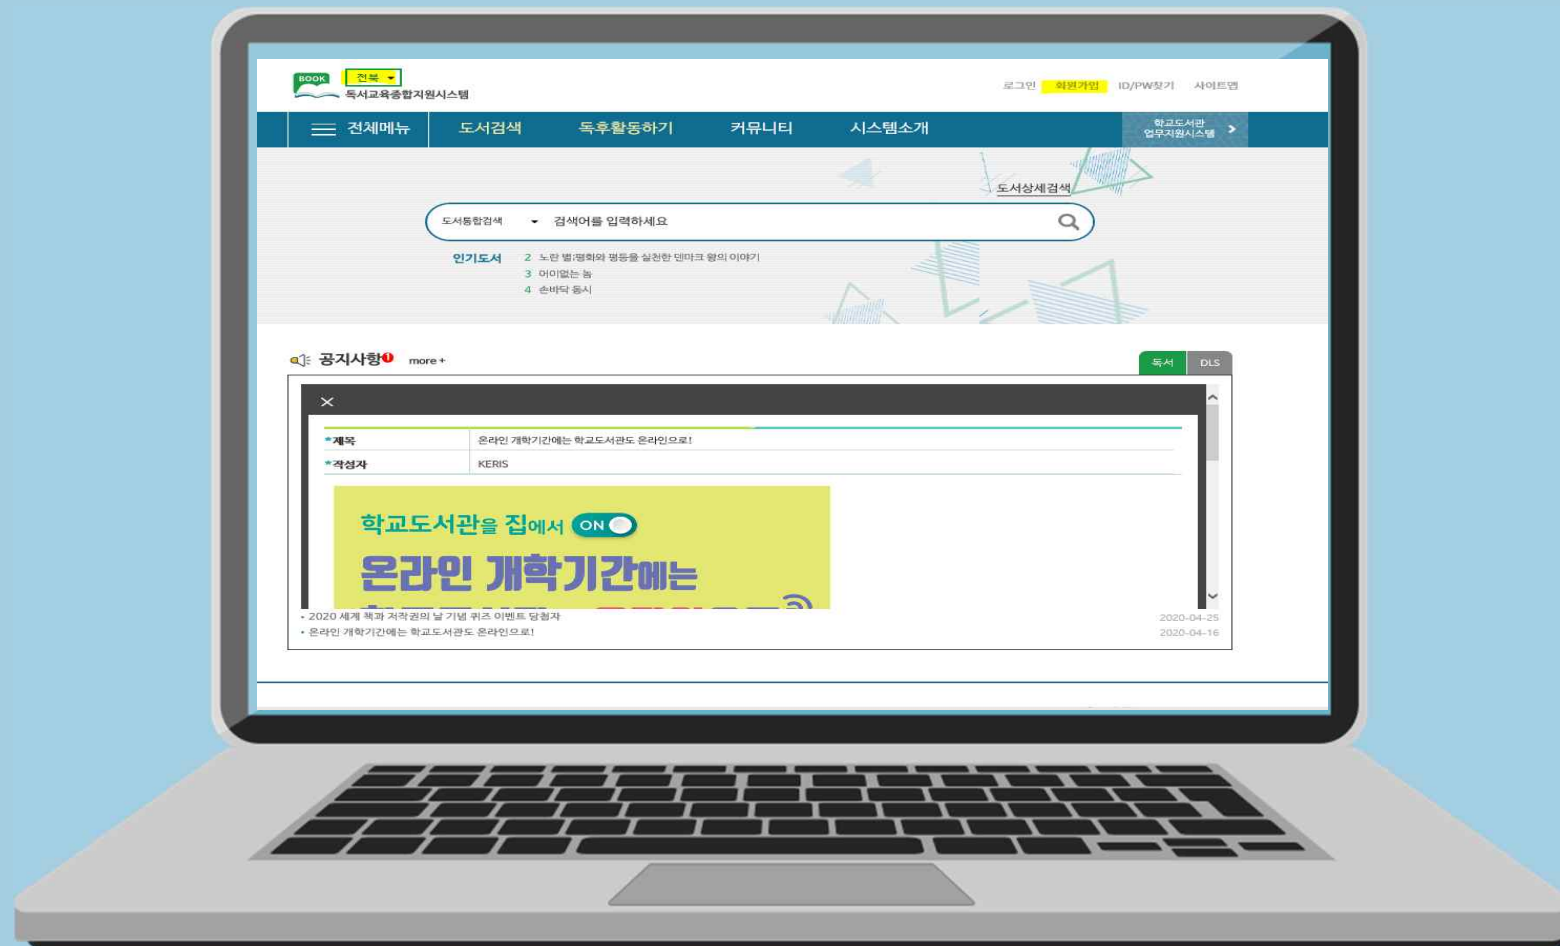 BOOK 전북
독서교육종합지원시스템
로그인 회원가입 ID/PW찾기 사이트맵
전체메뉴 도서검색 독후활동하기 커뮤니티 시스템소개
학교도서관
업무지원시스템
도서상세검색
도서통합검색 검색어를 입력하세요
인기도서 2 노란 별:평화와 평등을 실천한 덴마크 왕의 이야기
3 어이없는 놈
4 손바닥 동시
공지사항 1 more +
독서 DLS
*제목 온라인 개학기간에는 학교도서관도 온라인으로!
*작성자 KERIS
학교도서관을 집에서 ON
온라인 개학기간에는
• 2020 세계 책과 저작권의 날 기념 퀴즈 이벤트 당첨자 2020-04-25
• 온라인 개학기간에는 학교도서관도 온라인으로! 2020-04-16